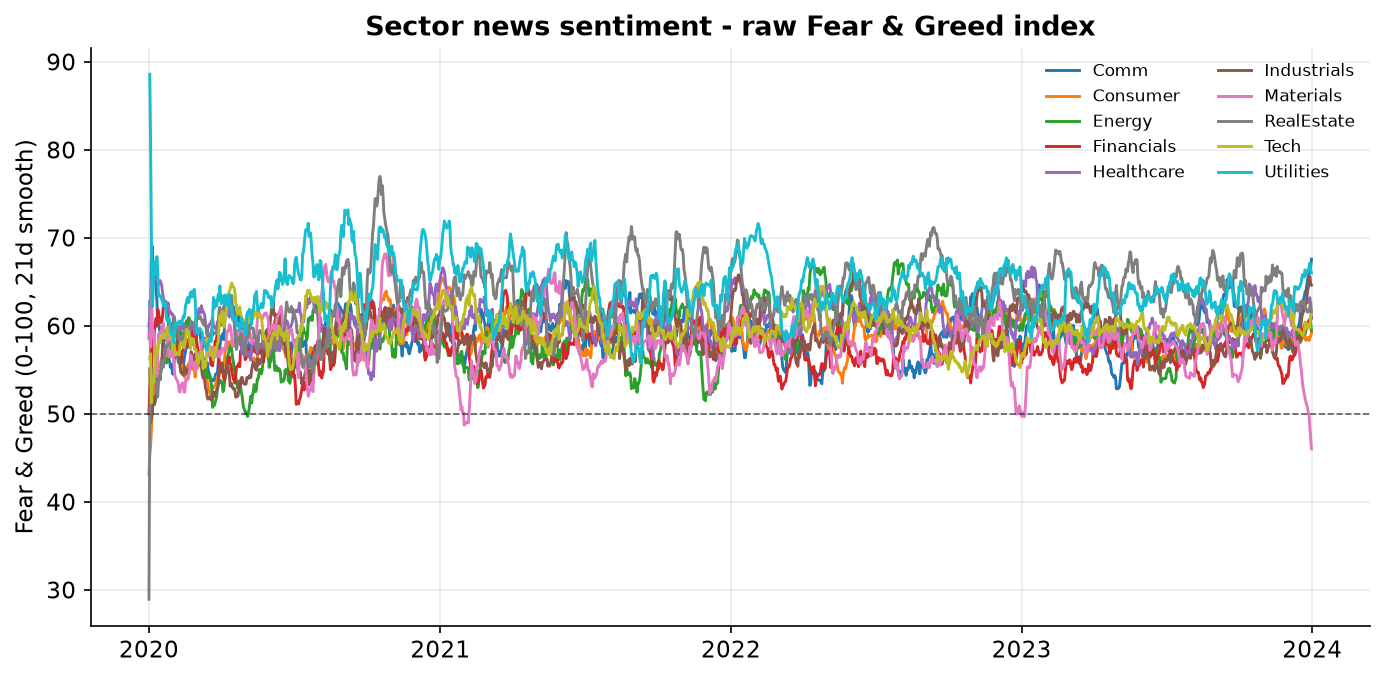 Sector news sentiment - raw Fear & Greed index
Fear & Greed (0-100, 21d smooth)
90
80
70
60
50
40
30
2020
2021
2022
2023
2024
Comm
Consumer
Energy
Financials
Healthcare
Industrials
Materials
RealEstate
Tech
Utilities